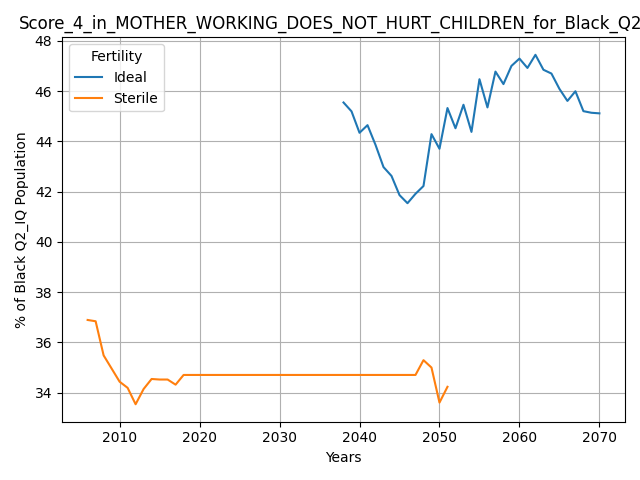 Score_4_in_MOTHER_WORKING_DOES_NOT_HURT_CHILDREN_for_Black_Q2
Fertility
Ideal
Sterile
% of Black Q2_IQ Population
48
46
44
42
40
38
36
34
2010
2020
2030
2040
2050
2060
2070
Years